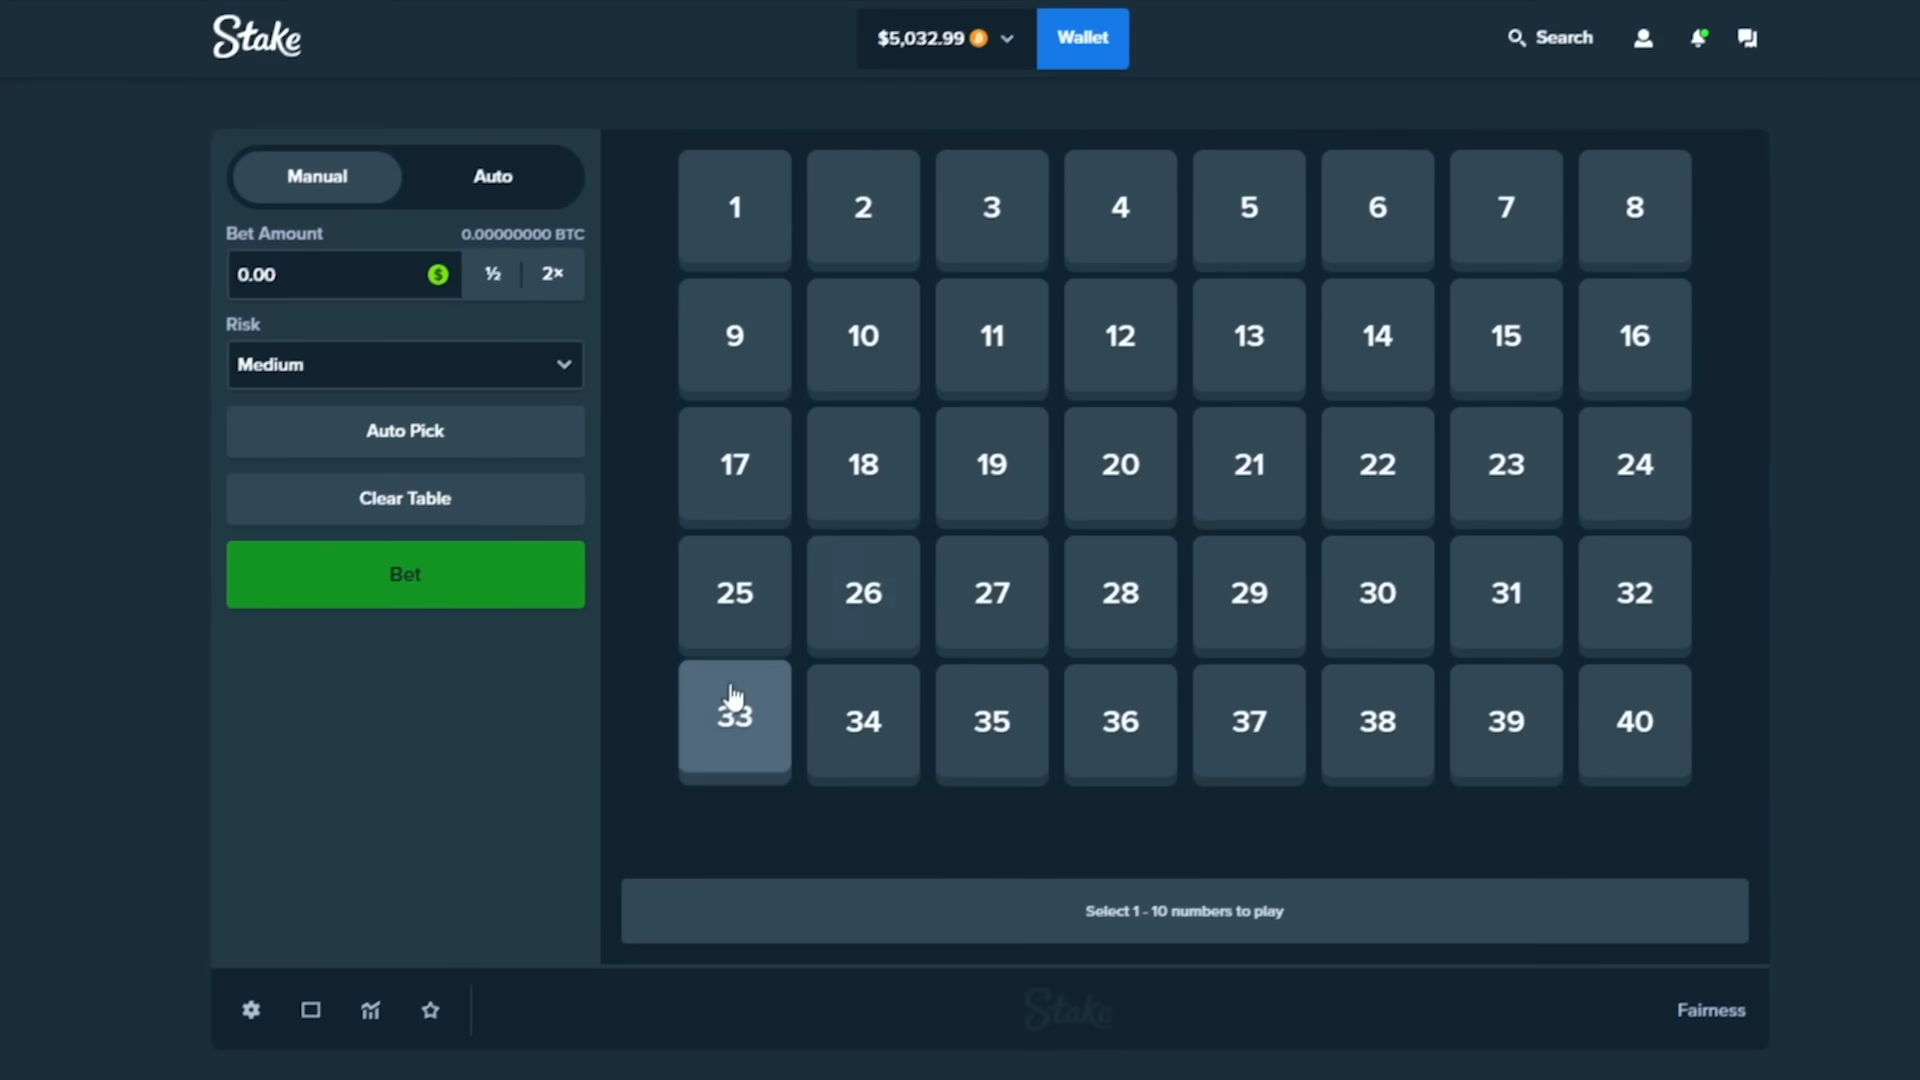 Stake
$5,032.99
Wallet
Search
Manual
Auto
Bet Amount
0.00000000 BTC
0.00
½
2×
Risk
Medium
Auto Pick
Clear Table
Bet
1 2 3 4 5 6 7 8
9 10 11 12 13 14 15 16
17 18 19 20 21 22 23 24
25 26 27 28 29 30 31 32
33 34 35 36 37 38 39 40
Select 1 - 10 numbers to play
Stake
Fairness